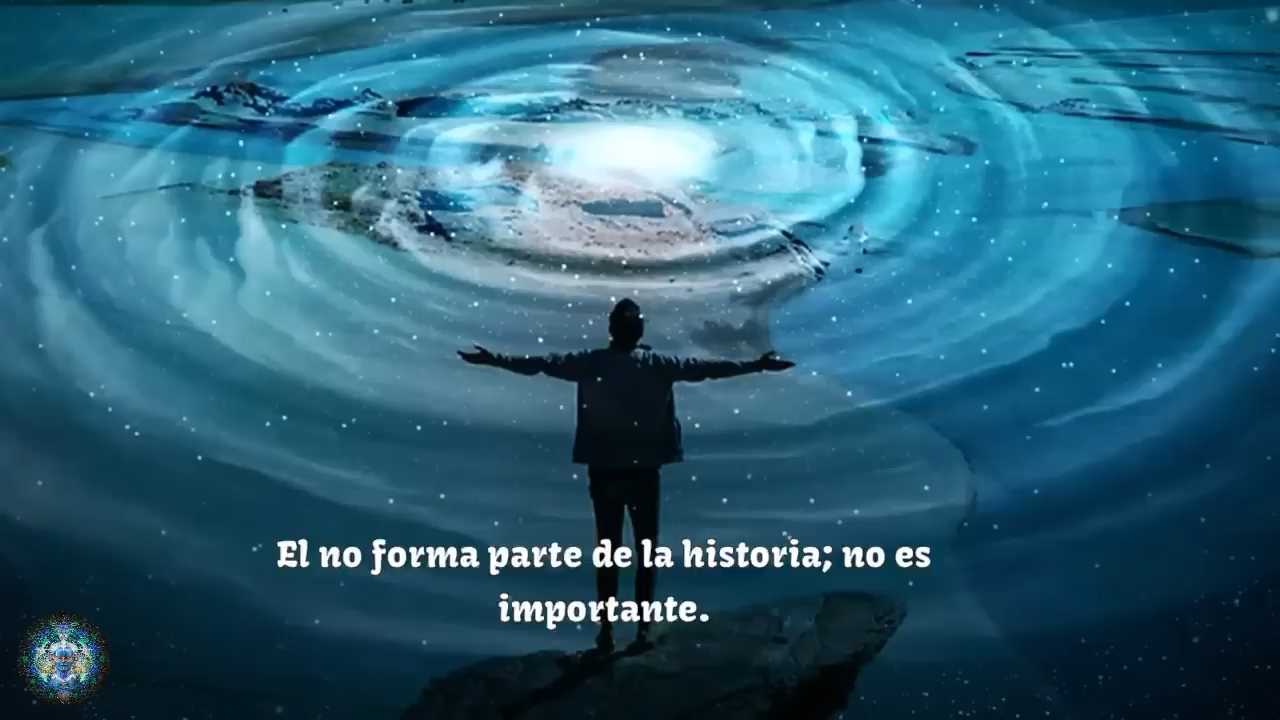 El no forma parte de la historia; no es
importante.